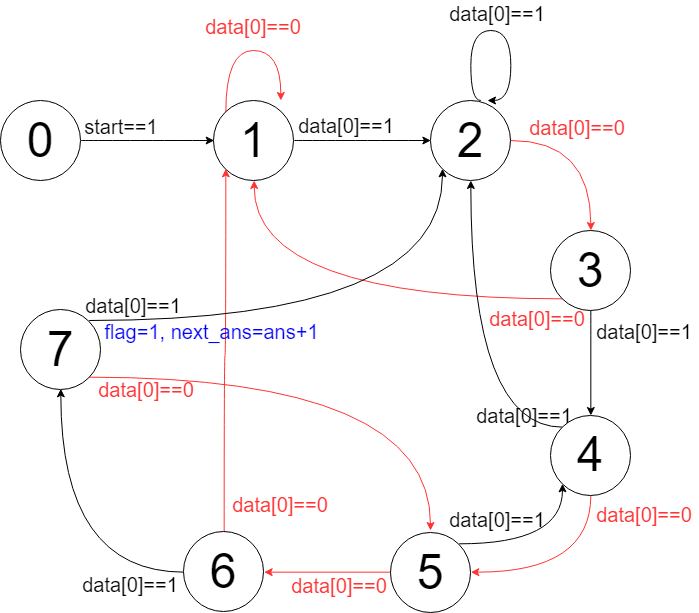 data[0]==1
data[0]==0
0
start==1
1
data[0]==1
2
data[0]==0
3
data[0]==1
flag=1, next_ans=ans+1
data[0]==0
data[0]==1
7
data[0]==0
data[0]==1
4
data[0]==0
data[0]==1
data[0]==0
6
5
data[0]==1
data[0]==0